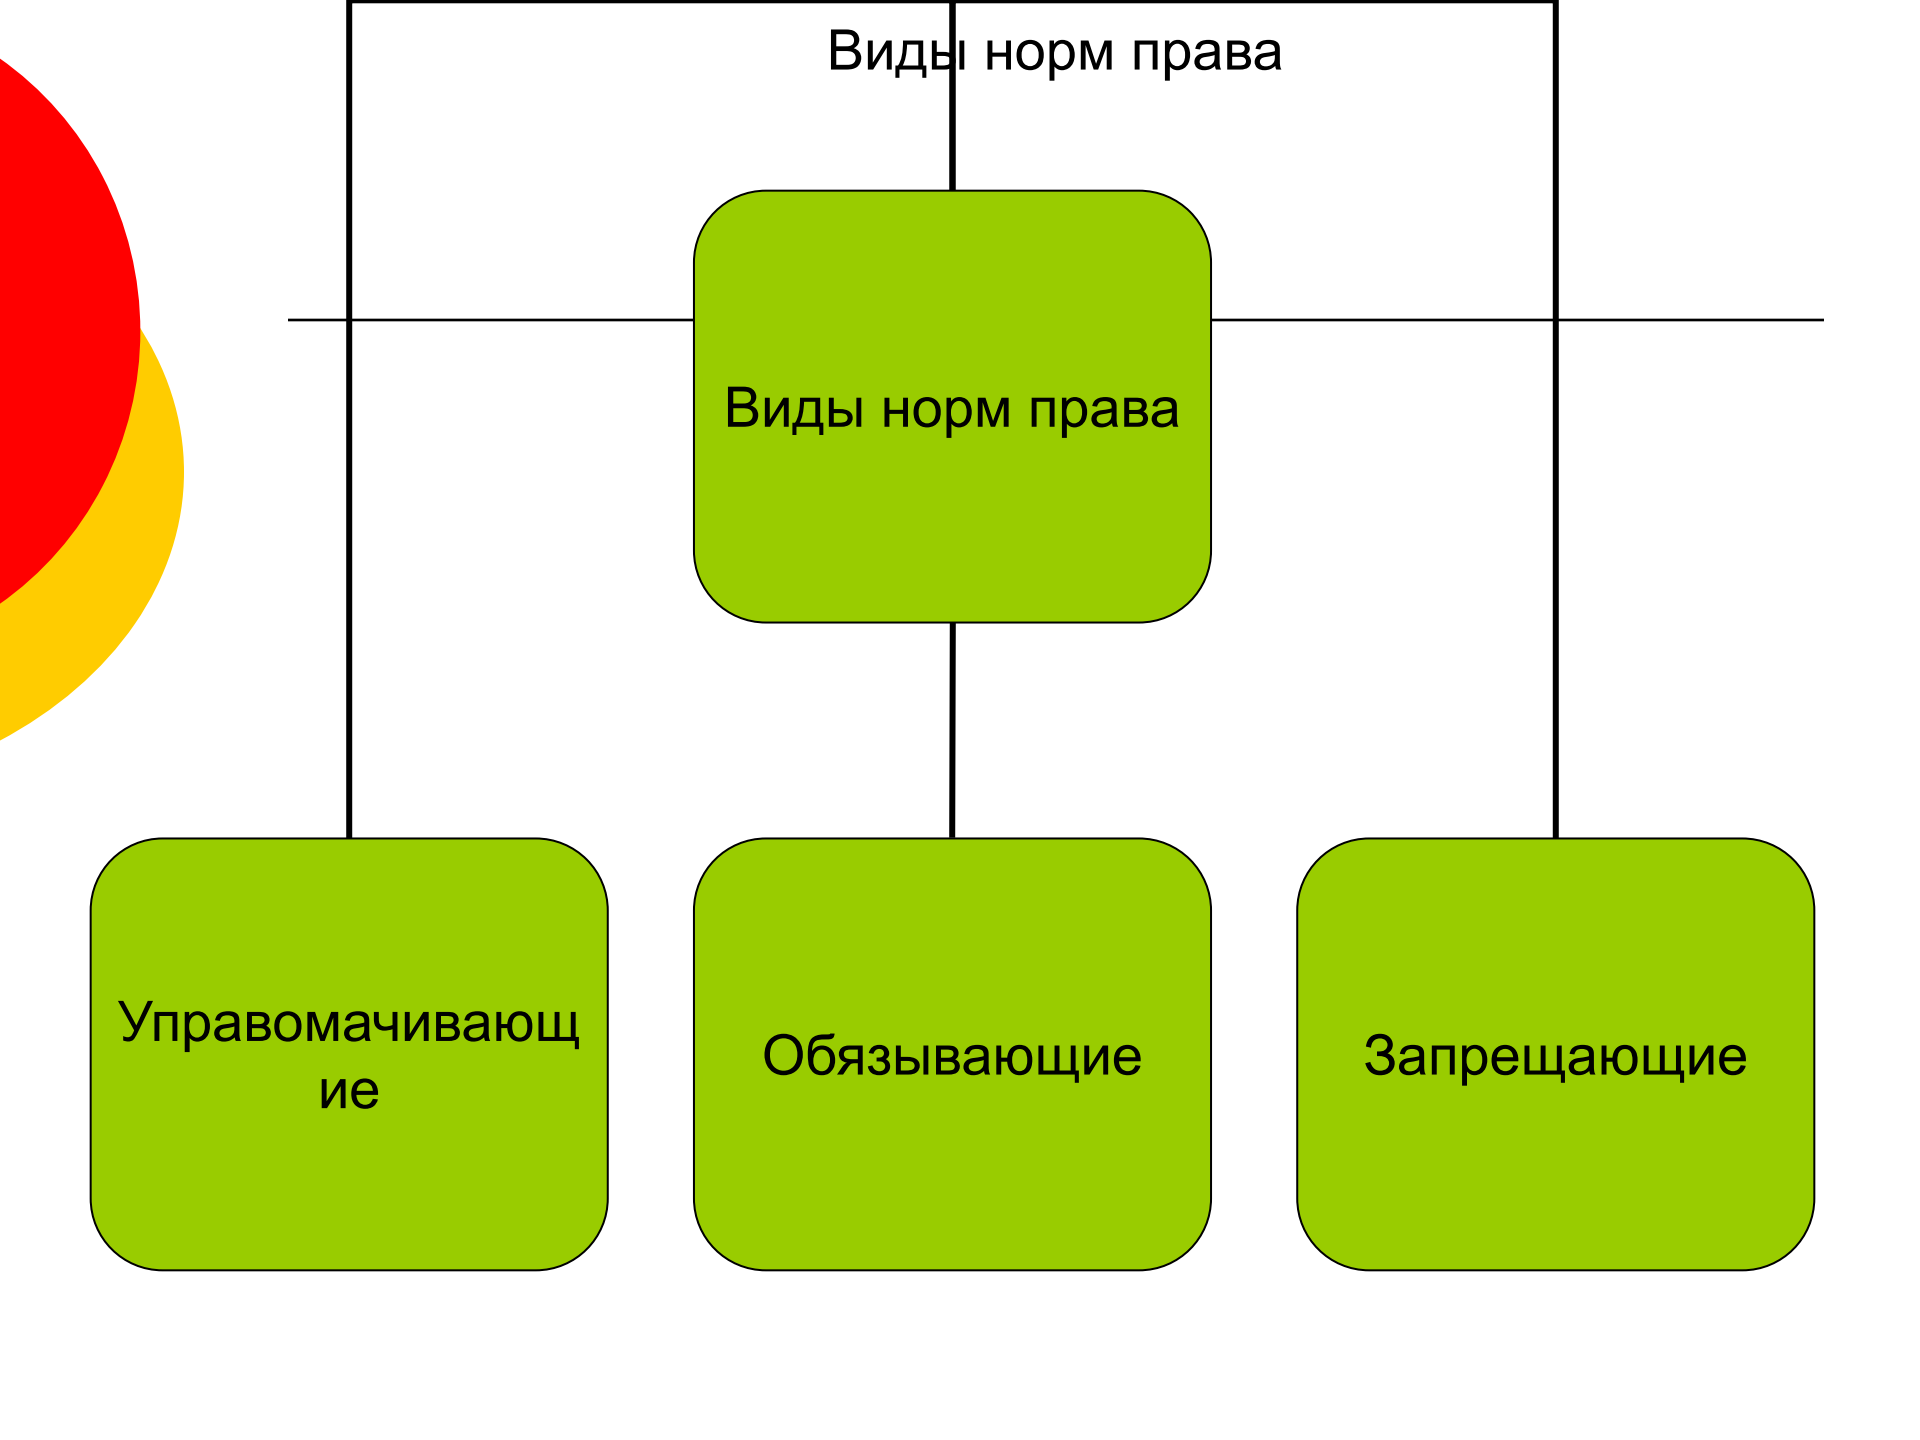 Виды норм права
Виды норм права
Управомачивающ
ие
Обязывающие
Запрещающие